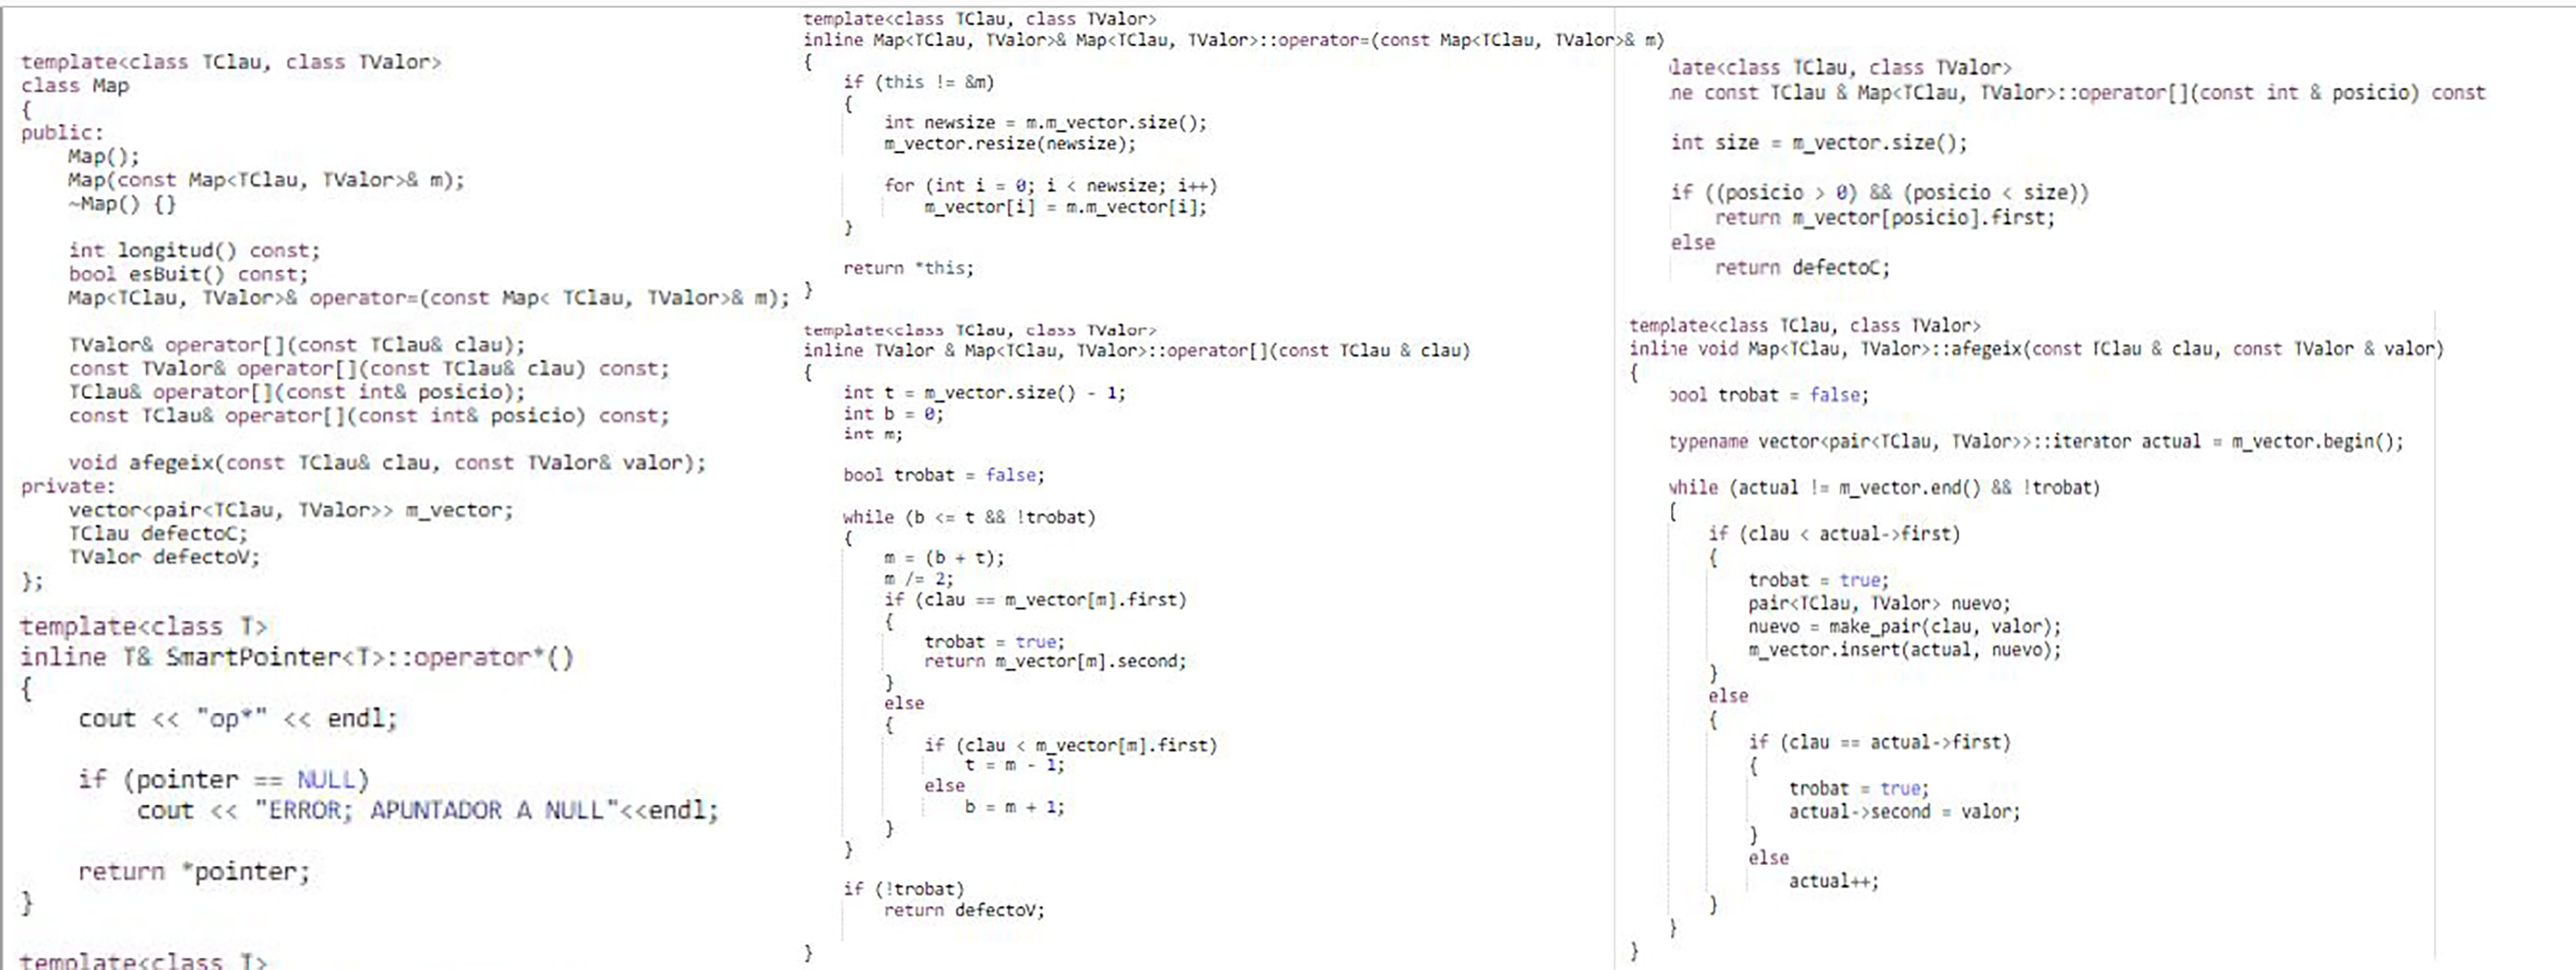 template<class TClau, class TValor>
class Map
{
public:
    Map();
    Map(const Map<TClau, TValor>& m);
    ~Map() {}

    int longitud() const;
    bool esBuit() const;
    Map<TClau, TValor>& operator=(const Map< TClau, TValor>& m);

    TValor& operator[](const TClau& clau);
    const TValor& operator[](const TClau& clau) const;
    TClau& operator[](const int& posicio);
    const TClau& operator[](const int& posicio) const;

    void afegeix(const TClau& clau, const TValor& valor);
private:
    vector<pair<TClau, TValor>> m_vector;
    TClau defectoC;
    TValor defectoV;
};
template<class T>
inline T& SmartPointer<T>::operator*()
{
    cout << "op*" << endl;

    if (pointer == NULL)
        cout << "ERROR; APUNTADOR A NULL"<<endl;

    return *pointer;
}
template<class T>
template<class TClau, class TValor>
inline Map<TClau, TValor>& Map<TClau, TValor>::operator=(const Map<TClau, TValor>& m)
{
    if (this != &m)
    {
        int newsize = m.m_vector.size();
        m_vector.resize(newsize);

        for (int i = 0; i < newsize; i++)
            m_vector[i] = m.m_vector[i];
    }

    return *this;
}
template<class TClau, class TValor>
inline TValor & Map<TClau, TValor>::operator[](const TClau & clau)
{
    int t = m_vector.size() - 1;
    int b = 0;
    int m;

    bool trobat = false;

    while (b <= t && !trobat)
    {
        m = (b + t);
        m /= 2;
        if (clau == m_vector[m].first)
        {
            trobat = true;
            return m_vector[m].second;
        }
        else
        {
            if (clau < m_vector[m].first)
                t = m - 1;
            else
                b = m + 1;
        }
    }

    if (!trobat)
        return defectoV;

}
late<class TClau, class TValor>
ne const TClau & Map<TClau, TValor>::operator[](const int & posicio) const

int size = m_vector.size();

if ((posicio > 0) && (posicio < size))
    return m_vector[posicio].first;
else
    return defectoC;

template<class TClau, class TValor>
inline void Map<TClau, TValor>::afegeix(const TClau & clau, const TValor & valor)
{
    bool trobat = false;

    typename vector<pair<TClau, TValor>>::iterator actual = m_vector.begin();

    while (actual != m_vector.end() && !trobat)
    {
        if (clau < actual->first)
        {
            trobat = true;
            pair<TClau, TValor> nuevo;
            nuevo = make_pair(clau, valor);
            m_vector.insert(actual, nuevo);
        }
        else
        {
            if (clau == actual->first)
            {
                trobat = true;
                actual->second = valor;
            }
            else
                actual++;
        }
    }
}